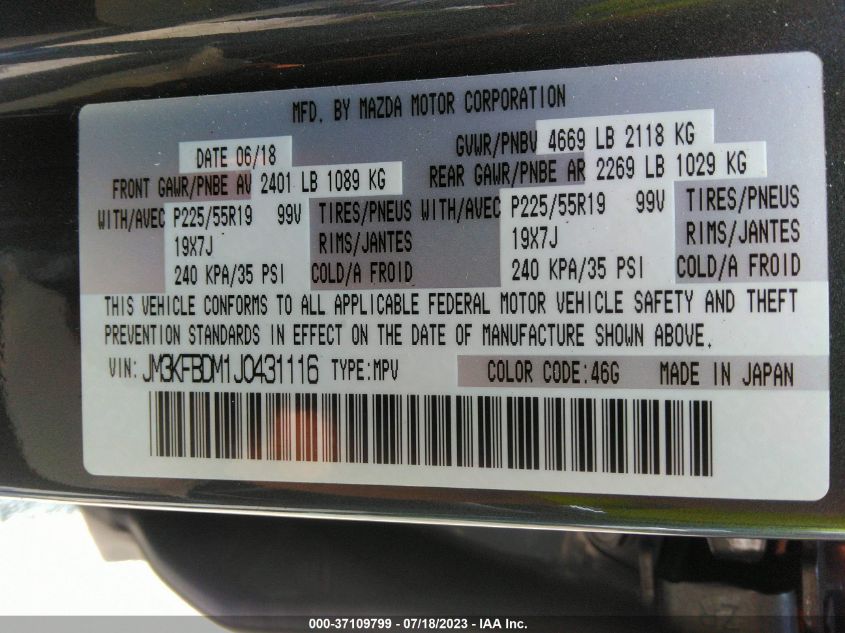 MFD. BY MAZDA MOTOR CORPORATION
DATE 06/18 GVWR/PNBV 4669 LB 2118 KG
FRONT GAWR/PNBE AV 2401 LB 1089 KG REAR GAWR/PNBE AR 2269 LB 1029 KG
WITH/AVEC P225/55R19 99V TIRES/PNEUS WITH/AVEC P225/55R19 99V TIRES/PNEUS
19X7J RIMS/JANTES 19X7J RIMS/JANTES
240 KPA/35 PSI COLD/A FROID 240 KPA/35 PSI COLD/A FROID
THIS VEHICLE CONFORMS TO ALL APPLICABLE FEDERAL MOTOR VEHICLE SAFETY AND THEFT
PREVENTION STANDARDS IN EFFECT ON THE DATE OF MANUFACTURE SHOWN ABOVE.
VIN: JM3KFBDM1J0431116 TYPE:MPV COLOR CODE:46G MADE IN JAPAN
000-37109799 - 07/18/2023 - IAA Inc.